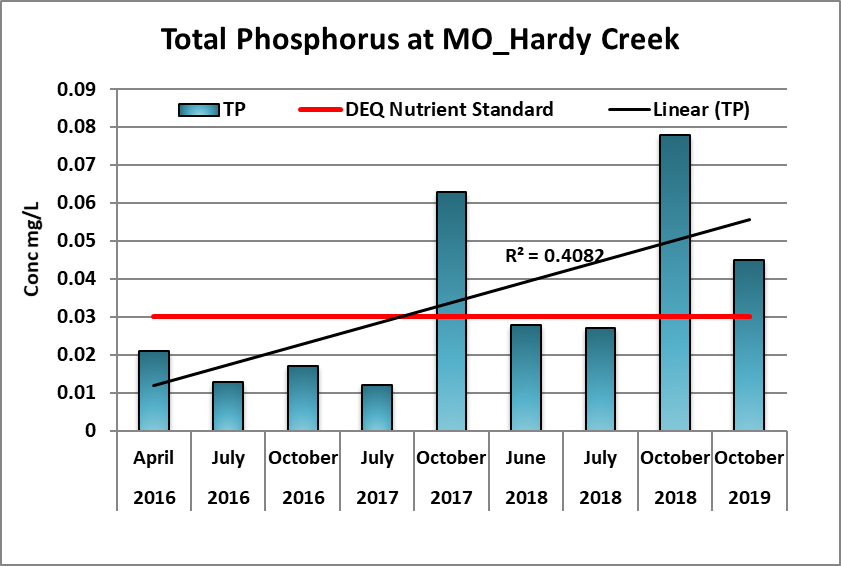 Total Phosphorus at MO_Hardy Creek
0.09
TP DEQ Nutrient Standard Linear (TP)
0.08
0.07
0.06
0.05
R² = 0.4082
0.04
0.03
0.02
0.01
0
Conc mg/L
April July October July October June July October October
2016 2016 2016 2017 2017 2018 2018 2018 2019